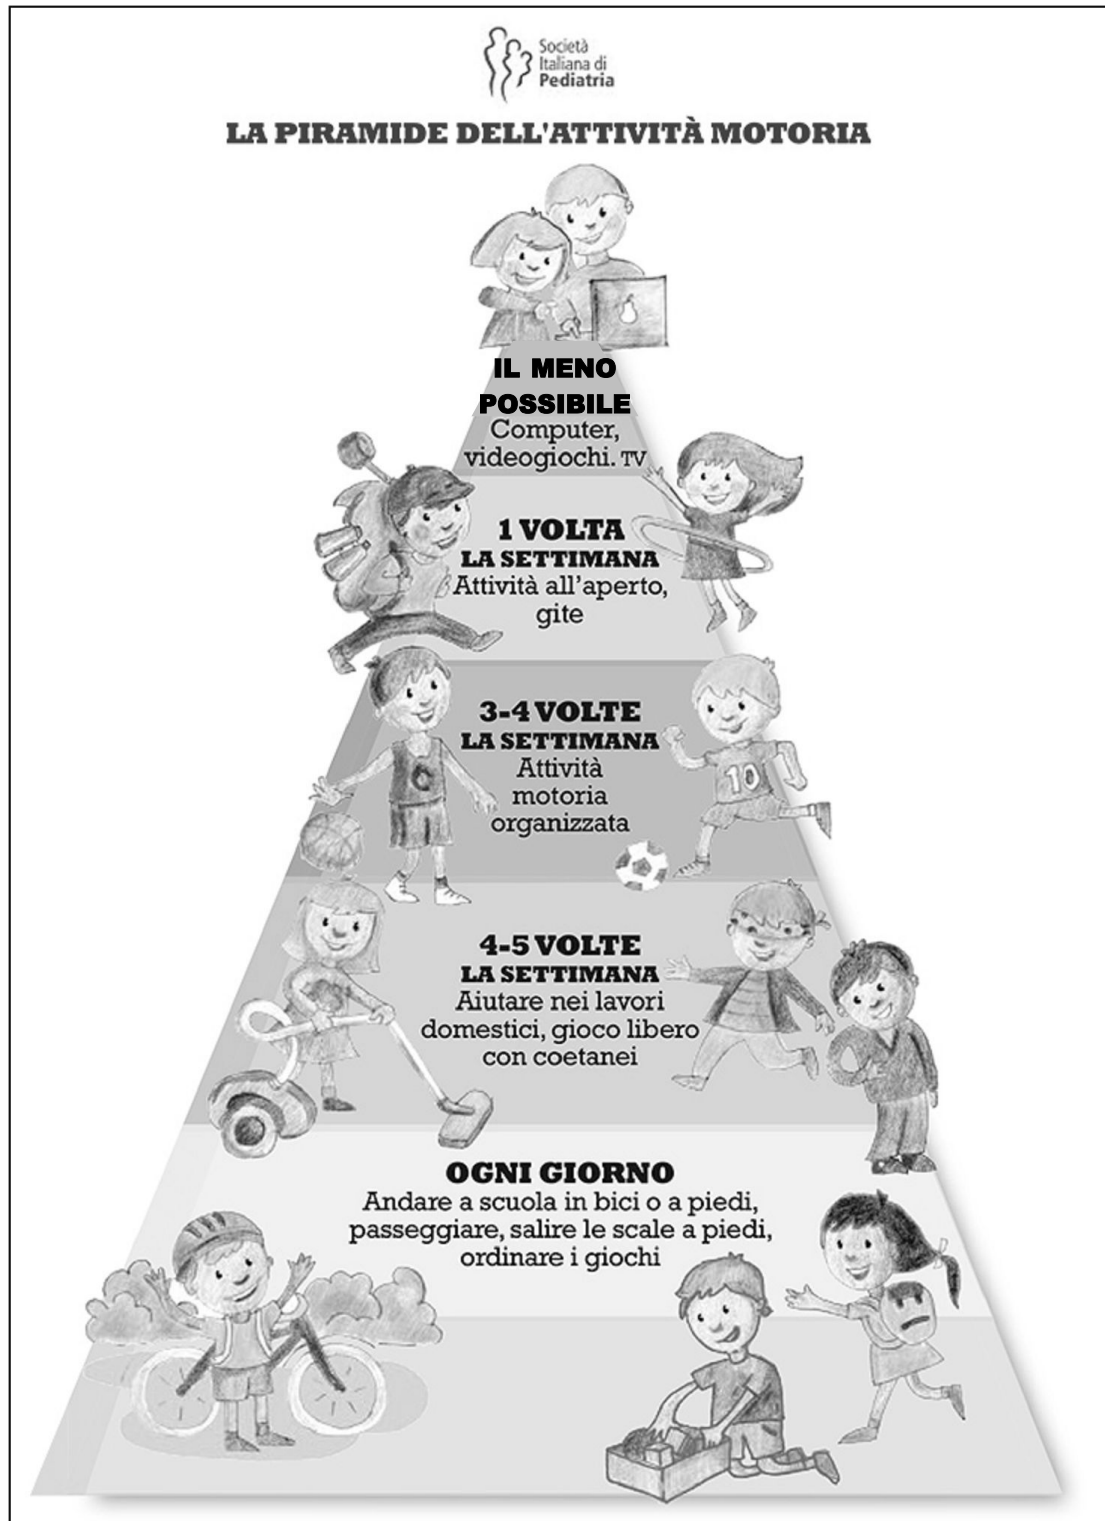 Società
Italiana di
Pediatria
LA PIRAMIDE DELL'ATTIVITÀ MOTORIA
IL MENO
POSSIBILE
Computer,
videogiochi. TV
1 VOLTA
LA SETTIMANA
Attività all'aperto,
gite
3-4 VOLTE
LA SETTIMANA
Attività
motoria
organizzata
10
4-5 VOLTE
LA SETTIMANA
Aiutare nei lavori
domestici, gioco libero
con coetanei
OGNI GIORNO
Andare a scuola in bici o a piedi,
passeggiare, salire le scale a piedi,
ordinare i giochi